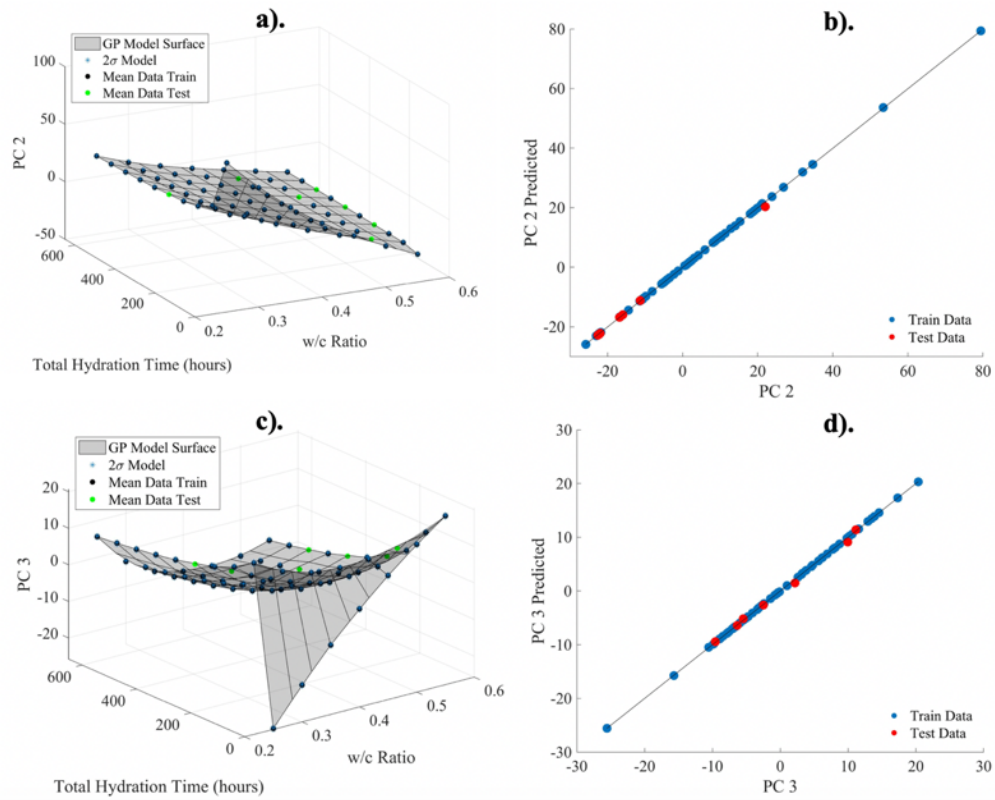 a).
GP Model Surface
2σ Model
Mean Data Train
Mean Data Test
100
50
0
-50
PC 2
600
400
200
0
0.2
0.3
0.4
0.5
0.6
w/c Ratio
Total Hydration Time (hours)
b).
80
60
40
20
0
-20
PC 2 Predicted
Train Data
Test Data
-20
0
20
40
60
80
PC 2
c).
GP Model Surface
2σ Model
Mean Data Train
Mean Data Test
20
10
0
-10
-20
PC 3
600
400
200
0
0.2
0.3
0.4
0.5
0.6
w/c Ratio
Total Hydration Time (hours)
d).
30
20
10
0
-10
-20
-30
PC 3 Predicted
Train Data
Test Data
-30
-20
-10
0
10
20
30
PC 3